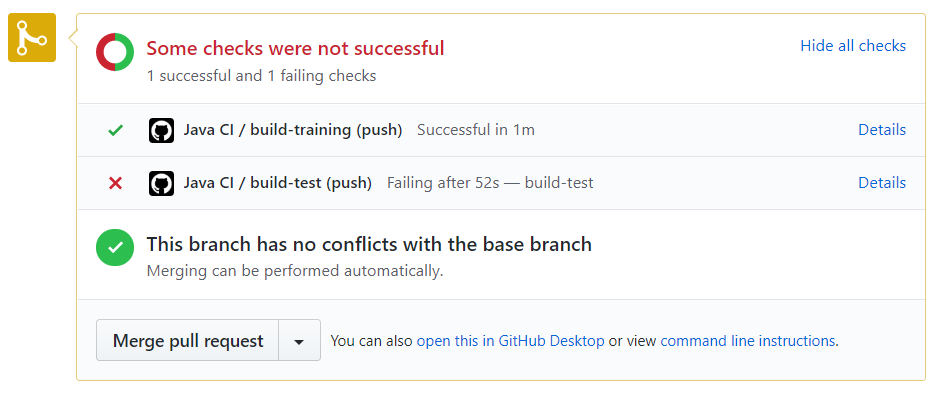 Some checks were not successful
Hide all checks
1 successful and 1 failing checks
Java CI / build-training (push) Successful in 1m
Details
Java CI / build-test (push) Failing after 52s — build-test
Details
This branch has no conflicts with the base branch
Merging can be performed automatically.
Merge pull request
You can also open this in GitHub Desktop or view command line instructions.